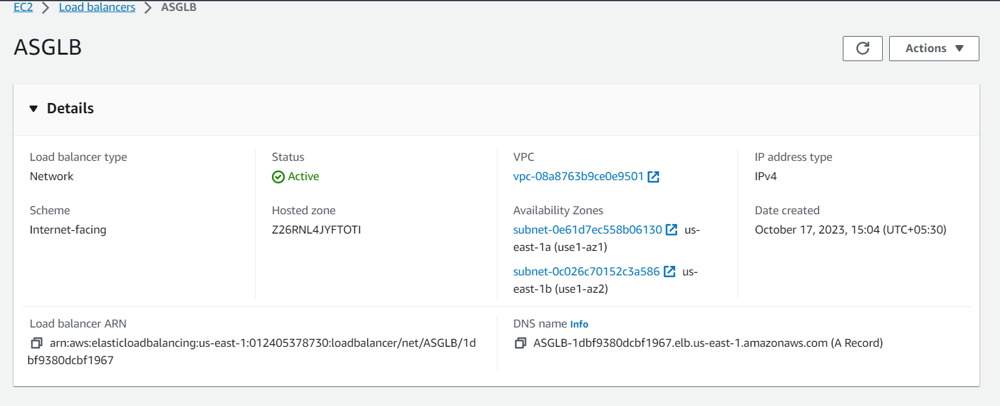 EC2 > Load balancers > ASGLB
ASGLB
Actions
Details
Load balancer type
Network
Status
Active
VPC
vpc-08a8763b9ce0e9501
IP address type
IPv4
Scheme
Internet-facing
Hosted zone
Z26RNL4JYFTOTI
Availability Zones
subnet-0e61d7ec558b06130 us-
east-1a (use1-az1)
subnet-0c026c70152c3a586 us-
east-1b (use1-az2)
Date created
October 17, 2023, 15:04 (UTC+05:30)
Load balancer ARN
arn:aws:elasticloadbalancing:us-east-1:012405378730:loadbalancer/net/ASGLB/1d
bf9380dcbf1967
DNS name Info
ASGLB-1dbf9380dcbf1967.elb.us-east-1.amazonaws.com (A Record)